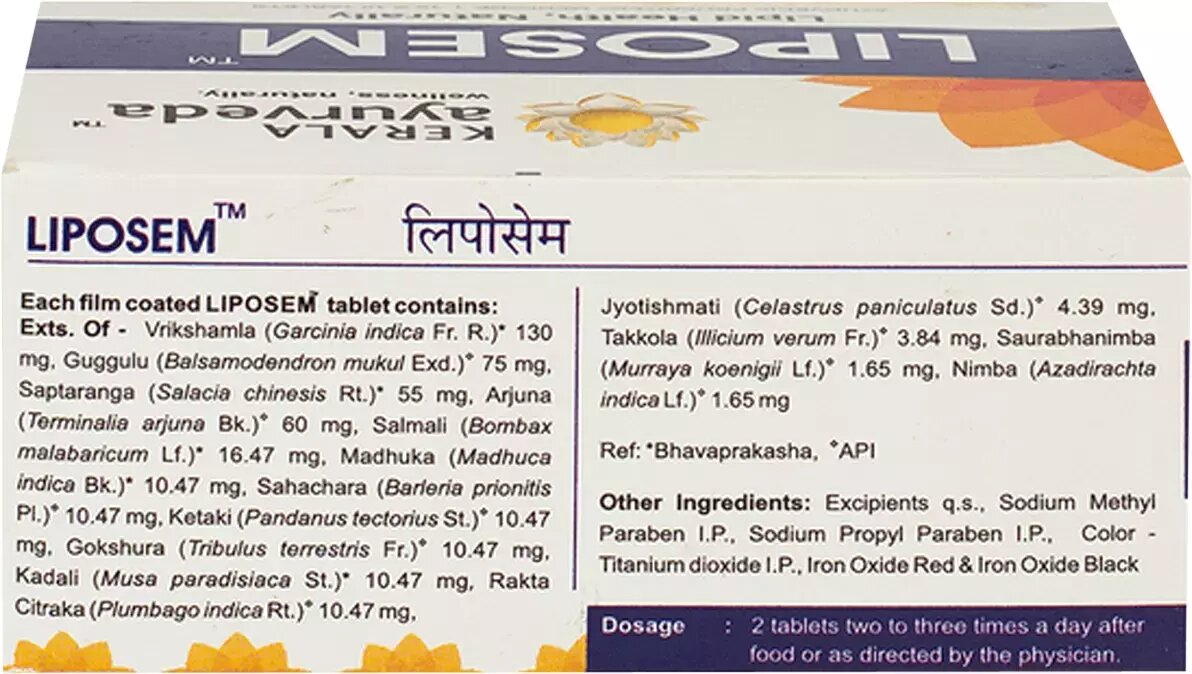 Lipid Health, Naturally
LIPOSEM™
KERALA
ayurveda™
wellness, naturally.
LIPOSEM™ लिपोसेम
Each film coated LIPOSEM™ tablet contains:
Exts. Of - Vrikshamla (Garcinia indica Fr. R.)* 130
mg, Guggulu (Balsamodendron mukul Exd.)❖ 75 mg,
Saptaranga (Salacia chinesis Rt.)* 55 mg, Arjuna
(Terminalia arjuna Bk.)❖ 60 mg, Salmali (Bombax
malabaricum Lf.)* 16.47 mg, Madhuka (Madhuca
indica Bk.)* 10.47 mg, Sahachara (Barleria prionitis
Pl.)* 10.47 mg, Ketaki (Pandanus tectorius St.)❖ 10.47
mg, Gokshura (Tribulus terrestris Fr.)❖ 10.47 mg,
Kadali (Musa paradisiaca St.)* 10.47 mg, Rakta
Citraka (Plumbago indica Rt.)❖ 10.47 mg,
Jyotishmati (Celastrus paniculatus Sd.)❖ 4.39 mg,
Takkola (Illicium verum Fr.)❖ 3.84 mg, Saurabhanimba
(Murraya koenigii Lf.)❖ 1.65 mg, Nimba (Azadirachta
indica Lf.)❖ 1.65 mg
Ref: *Bhavaprakasha, ❖API
Other Ingredients: Excipients q.s., Sodium Methyl
Paraben I.P., Sodium Propyl Paraben I.P., Color -
Titanium dioxide I.P., Iron Oxide Red & Iron Oxide Black
Dosage : 2 tablets two to three times a day after
food or as directed by the physician.